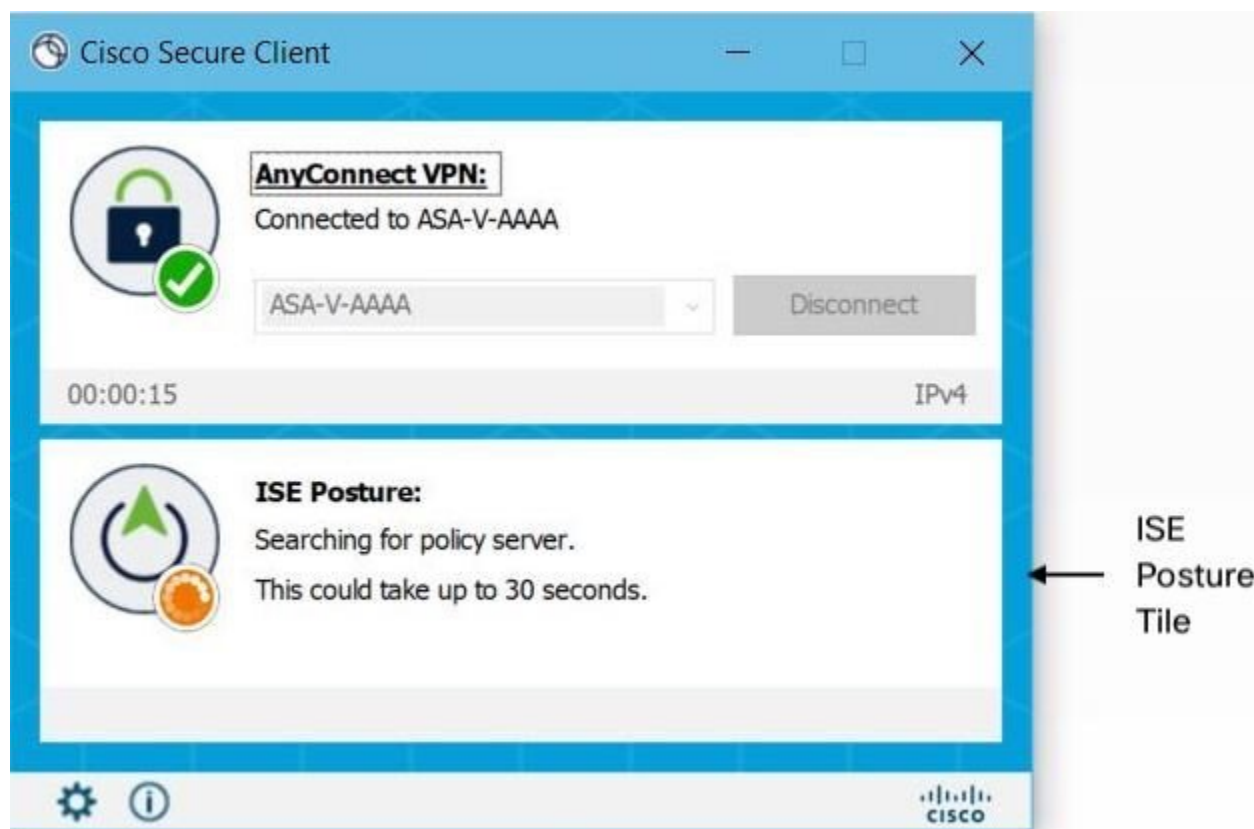 Cisco Secure Client
AnyConnect VPN:
Connected to ASA-V-AAAA
ASA-V-AAAA
Disconnect
00:00:15
IPv4
ISE Posture:
Searching for policy server.
This could take up to 30 seconds.
ISE
Posture
Tile
CISCO